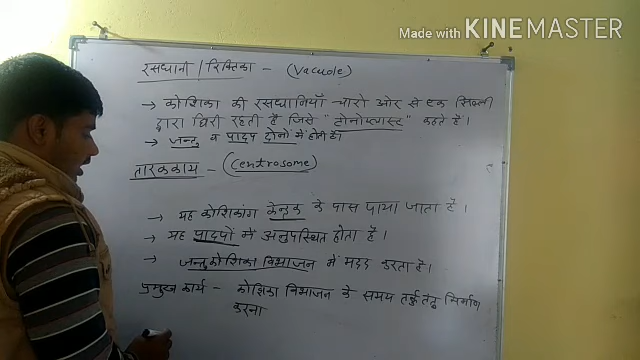 Made with KINEMASTER
रसधानी / रिक्तिका - (Vacuole)
→ कोशिका की रसधानियाँ चारो ओर से एक झिल्ली
द्वारा घिरी रहती है जिसे "टोनोप्लास्ट" कहते है।
→ जन्तु व पादप दोनों में होती है।
तारककाय - (Centrosome)
→ यह कोशिकांग केन्द्रक के पास पाया जाता है।
→ यह पादपों में अनुपस्थित होता है।
→ जन्तु कोशिका विभाजन में मदद करता है।
प्रमुख कार्य - कोशिका विभाजन के समय तर्कु तंतु निर्माण
करना